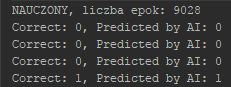 NAUCZONY, liczba epok: 9028
Correct: 0, Predicted by AI: 0
Correct: 0, Predicted by AI: 0
Correct: 0, Predicted by AI: 0
Correct: 1, Predicted by AI: 1